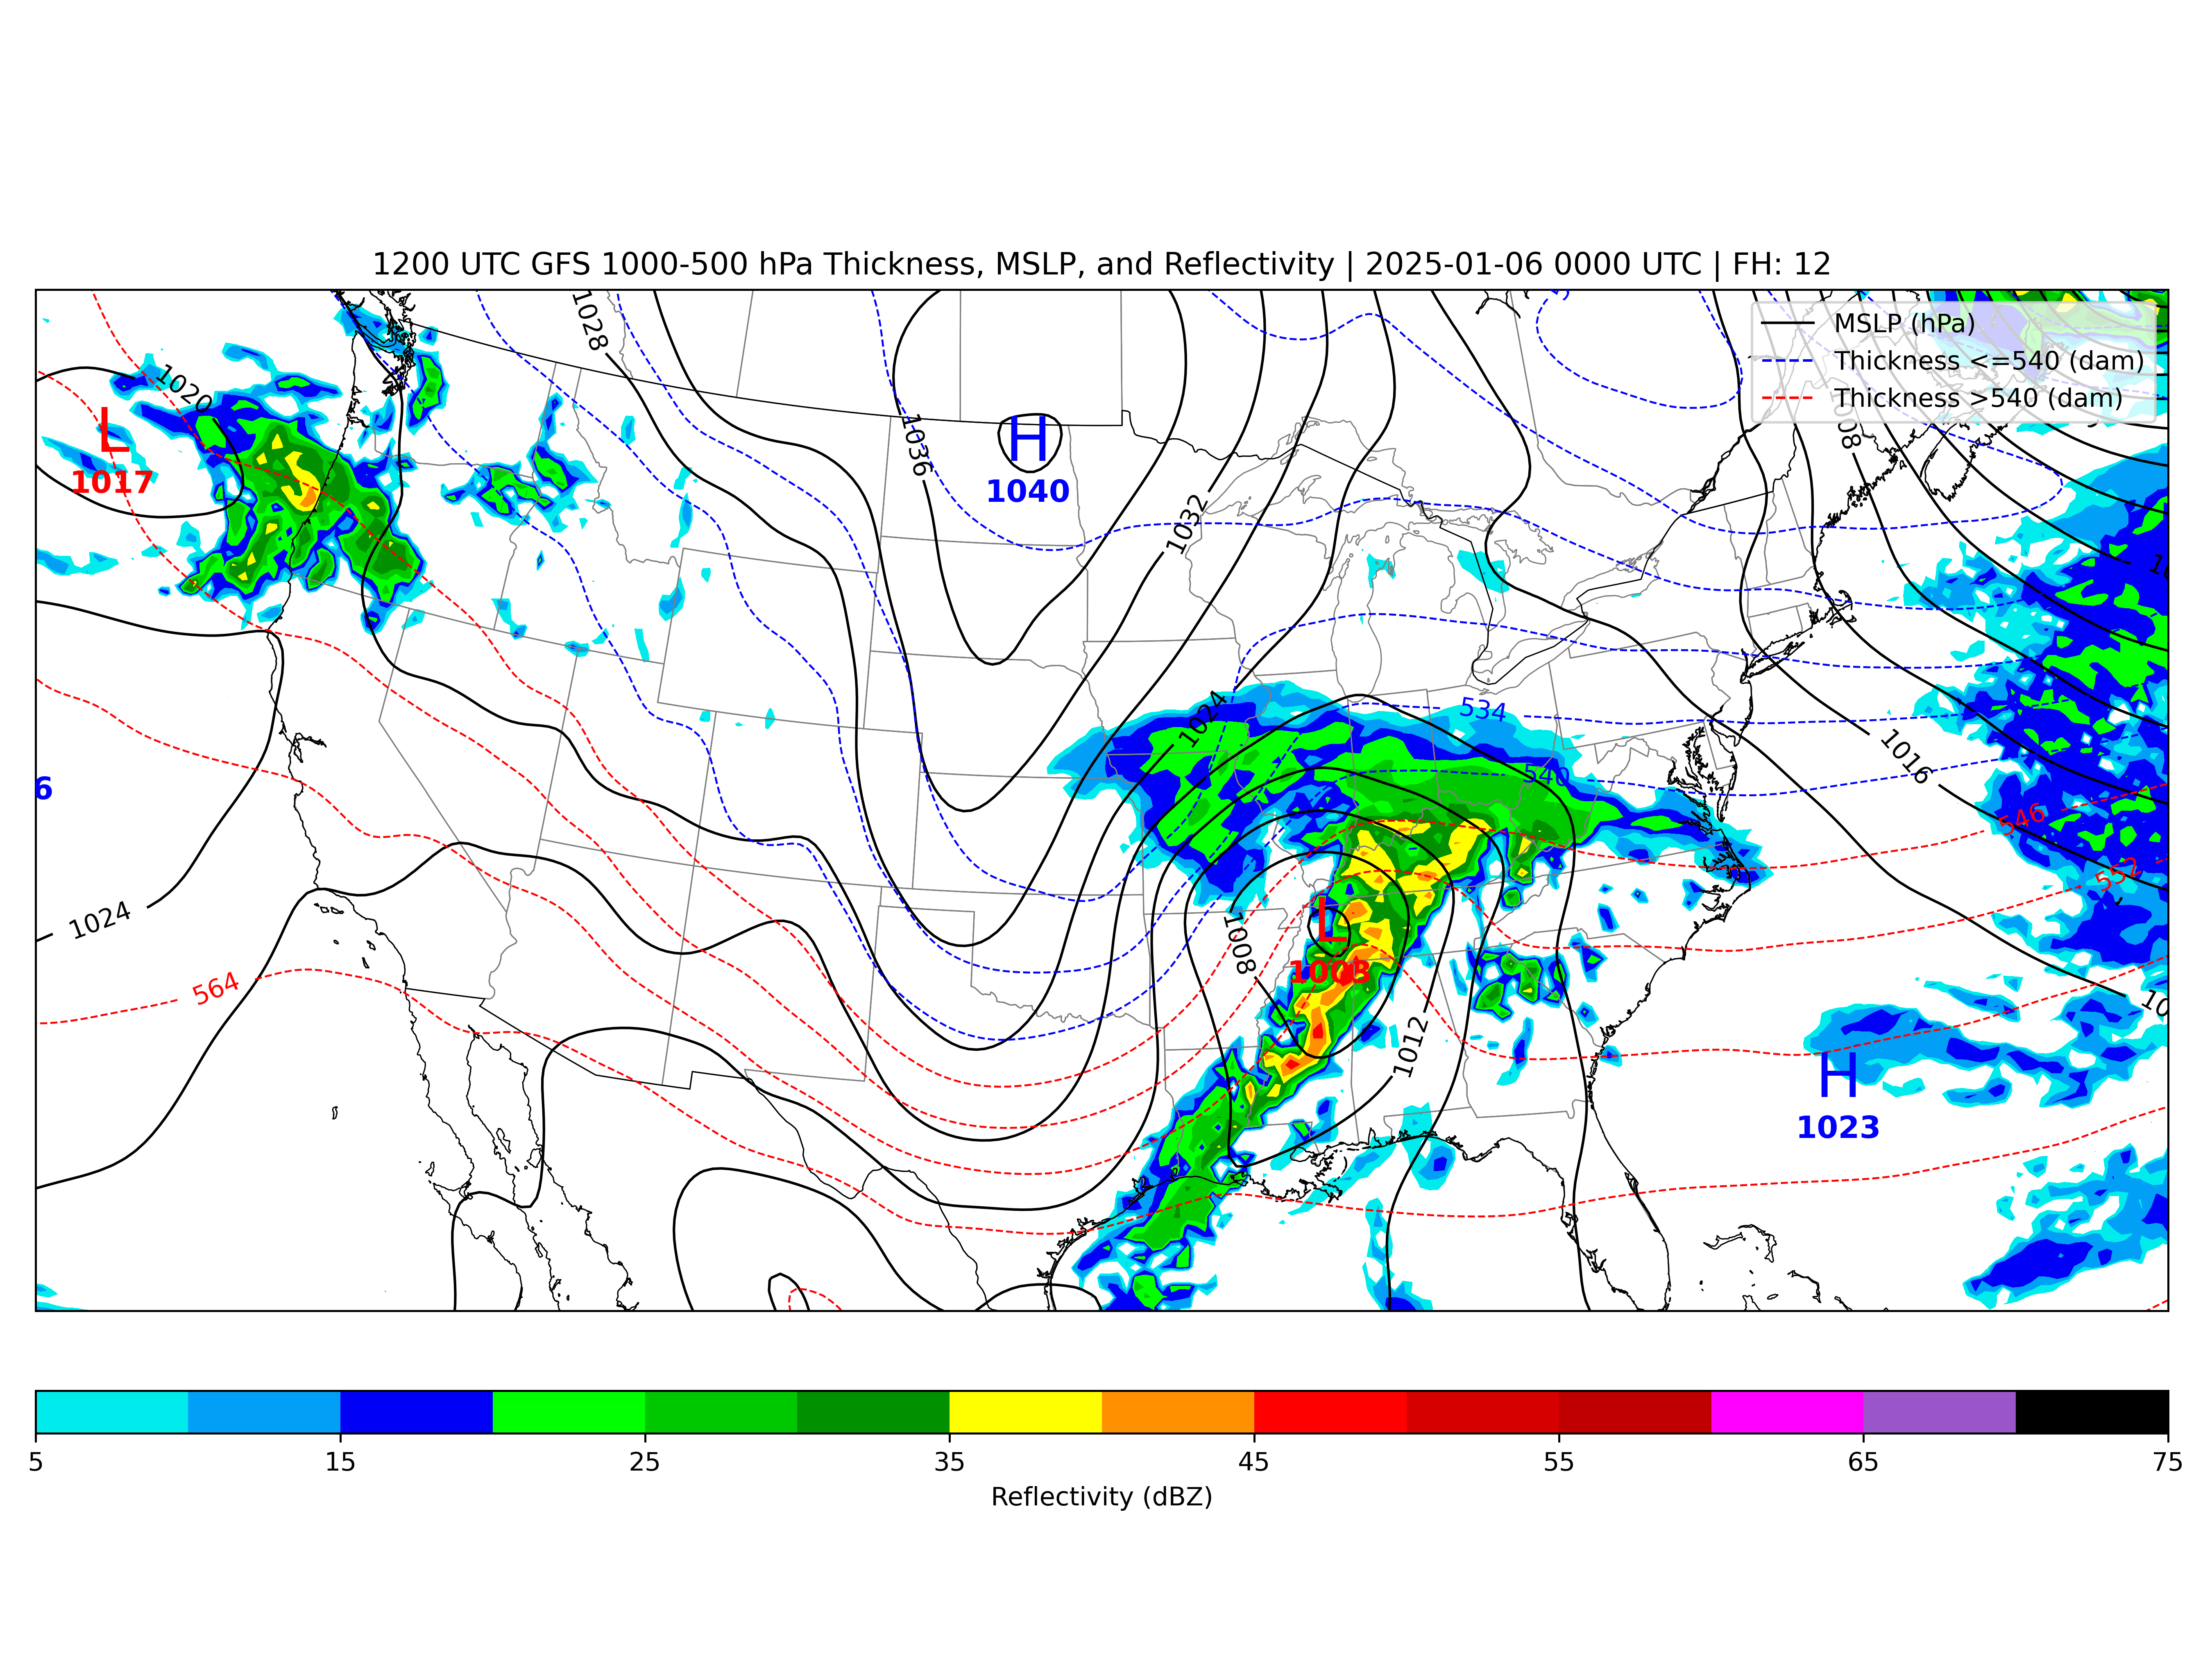 1200 UTC GFS 1000-500 hPa Thickness, MSLP, and Reflectivity | 2025-01-06 0000 UTC | FH: 12
MSLP (hPa)
Thickness <=540 (dam)
Thickness >540 (dam)
1028
1020
1036
L
1017
H
1040
1032
1024
534
540
1016
6
546
552
1024
1008
L
1003
564
1012
H
1023
5 15 25 35 45 55 65 75
Reflectivity (dBZ)